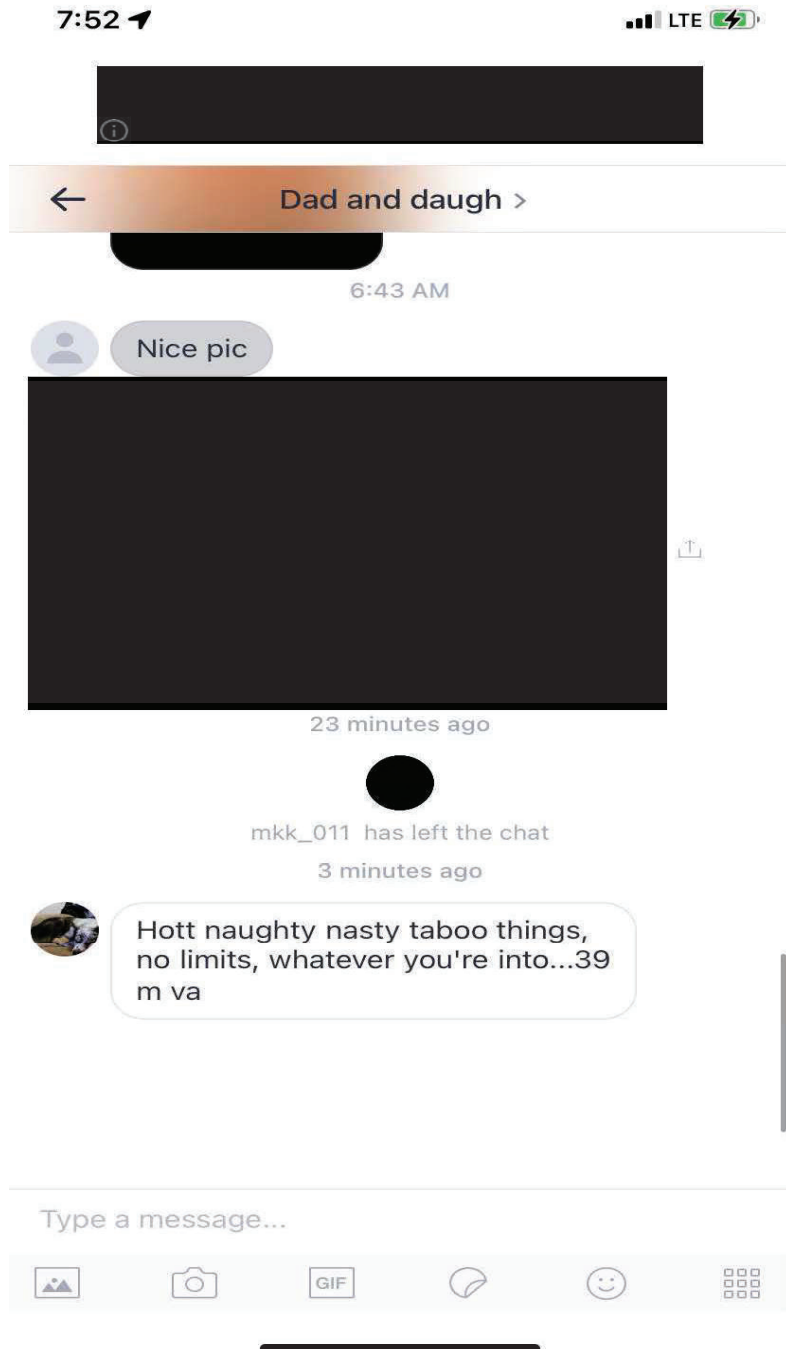 7:52
LTE
Dad and daugh >
6:43 AM
Nice pic
23 minutes ago
mkk_011 has left the chat
3 minutes ago
Hott naughty nasty taboo things,
no limits, whatever you're into...39
m va
Type a message...
GIF